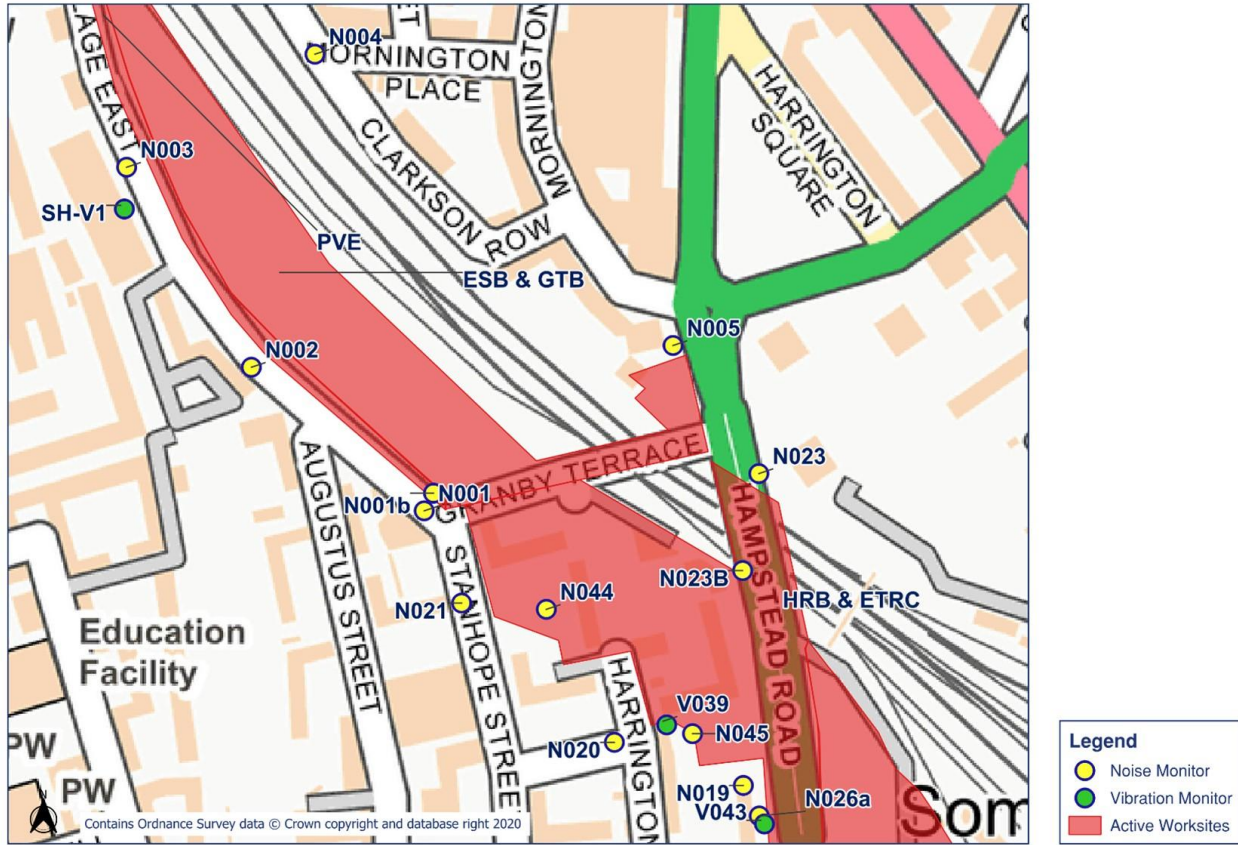 LAGE EAST
N004
ORNINGTON
PLACE
MORNINGTON
HARRINGTON
SQUARE
CLARKSON ROW
N003
SH-V1
PVE
ESB & GTB
N002
N005
GRANBY TERRACE
N001
N001b
N023
AUGUSTUS STREET
STANHOPE STREET
N021
N044
N023B
HRB & ETRC
HAMPSTEAD ROAD
Education
Facility
HARRINGTON
V039
N045
N020
N019
V043
N026a
PW
PW
Som
N
Contains Ordnance Survey data © Crown copyright and database right 2020
Legend
Noise Monitor
Vibration Monitor
Active Worksites